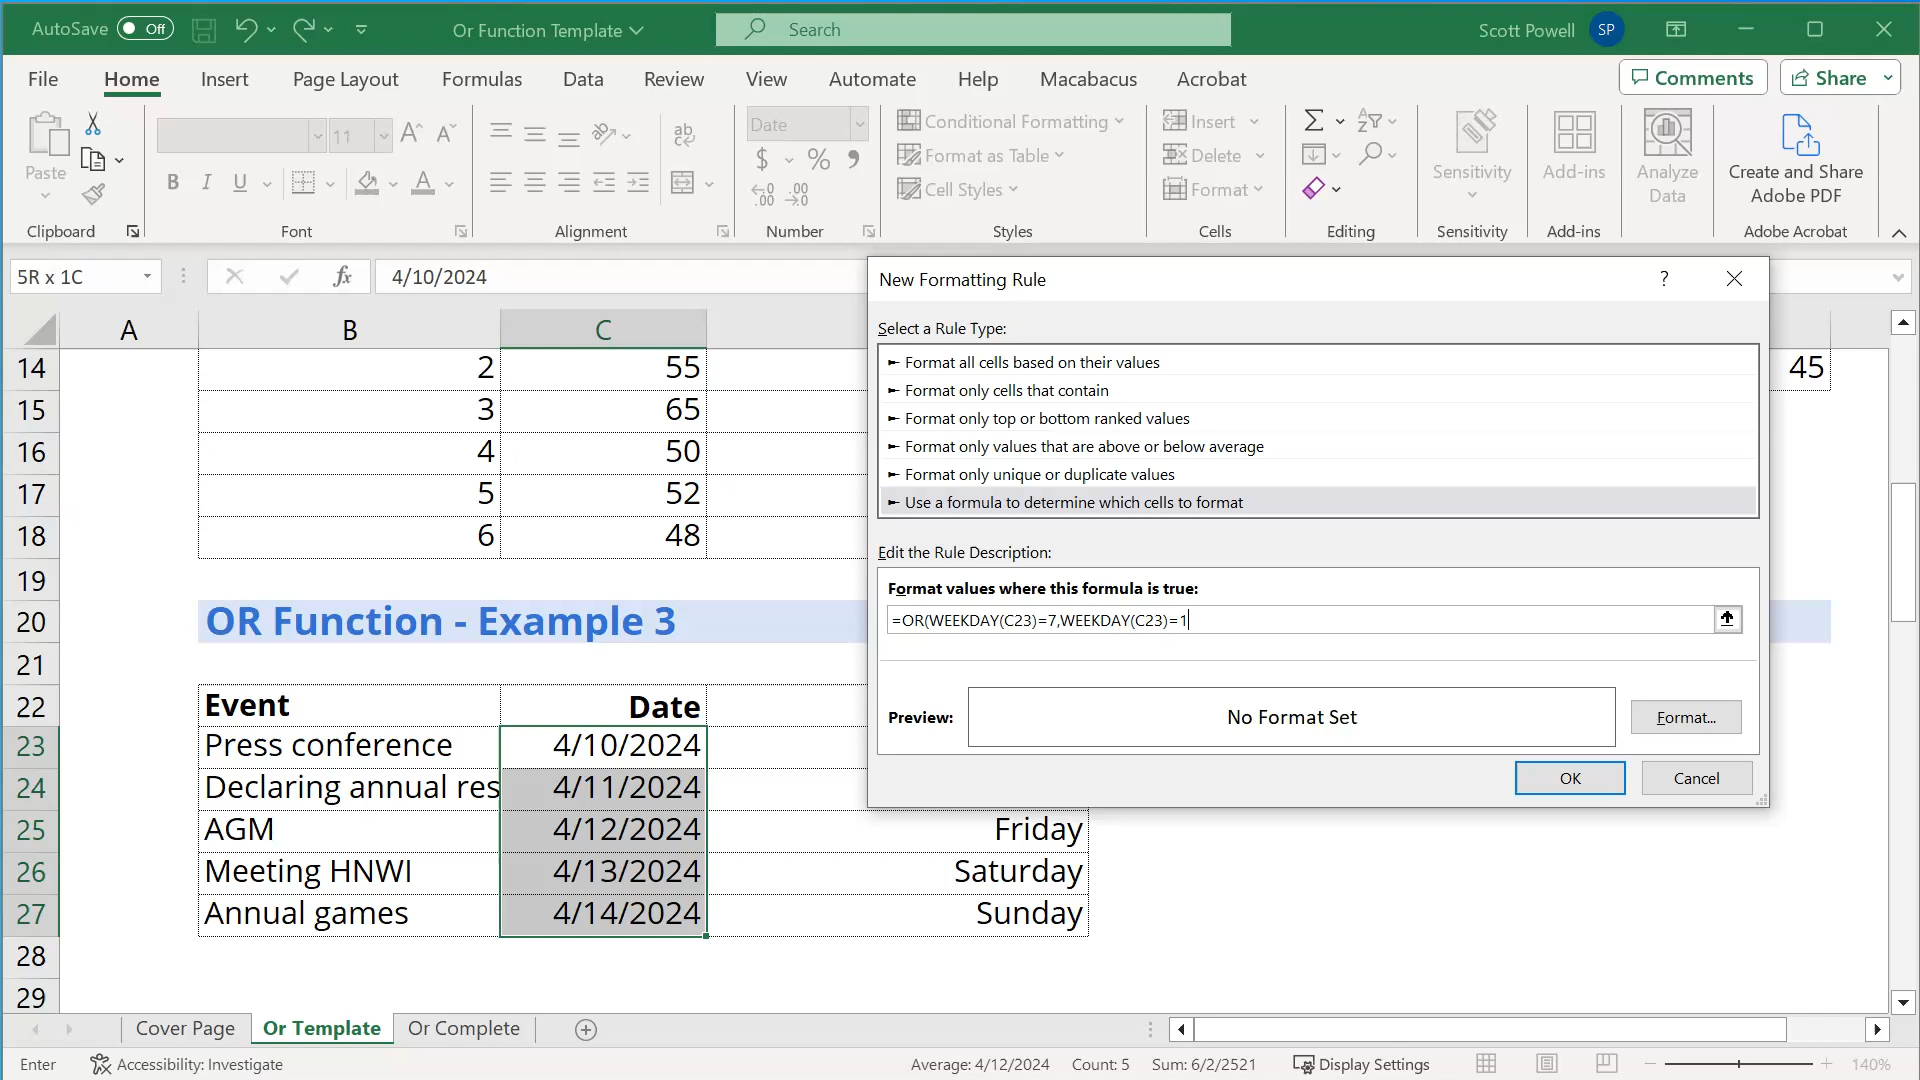 AutoSave Off Or Function Template Search Scott Powell SP
File Home Insert Page Layout Formulas Data Review View Automate Help Macabacus Acrobat Comments Share
Paste
11
B I U
ab
Date
$ % 9
Conditional Formatting
Format as Table
Cell Styles
Insert
Delete
Format
Sensitivity
Add-ins
Analyze
Data
Create and Share
Adobe PDF
Clipboard Font Alignment Number Styles Cells Editing Sensitivity Add-ins Adobe Acrobat
5R x 1C fx 4/10/2024
A B C
14 2 55 45
15 3 65
16 4 50
17 5 52
18 6 48
19
20 OR Function - Example 3
21
22 Event Date
23 Press conference 4/10/2024
24 Declaring annual res 4/11/2024
25 AGM 4/12/2024 Friday
26 Meeting HNWI 4/13/2024 Saturday
27 Annual games 4/14/2024 Sunday
28
29
New Formatting Rule ?
Select a Rule Type:
► Format all cells based on their values
► Format only cells that contain
► Format only top or bottom ranked values
► Format only values that are above or below average
► Format only unique or duplicate values
► Use a formula to determine which cells to format
Edit the Rule Description:
Format values where this formula is true:
=OR(WEEKDAY(C23)=7,WEEKDAY(C23)=1
Preview: No Format Set Format...
OK Cancel
Cover Page Or Template Or Complete
Enter Accessibility: Investigate Average: 4/12/2024 Count: 5 Sum: 6/2/2521 Display Settings 140%